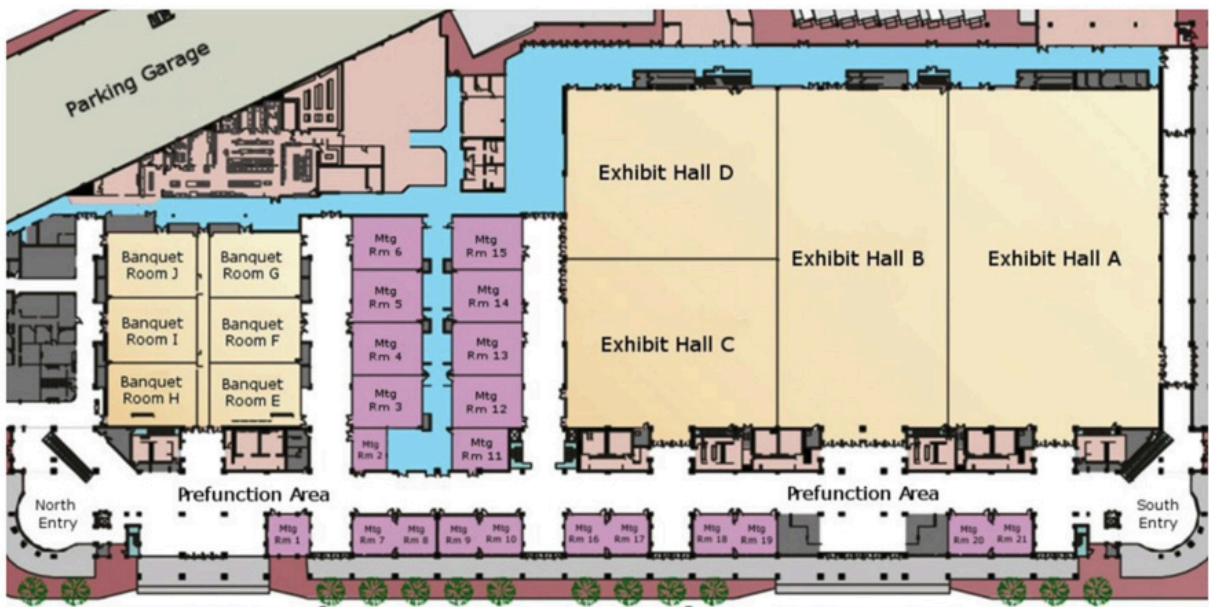 Parking Garage
Exhibit Hall D
Exhibit Hall B
Exhibit Hall A
Exhibit Hall C
Banquet
Room J
Banquet
Room G
Banquet
Room I
Banquet
Room F
Banquet
Room H
Banquet
Room E
Mtg
Rm 6
Mtg
Rm 15
Mtg
Rm 5
Mtg
Rm 14
Mtg
Rm 4
Mtg
Rm 13
Mtg
Rm 3
Mtg
Rm 12
Mtg
Rm 2
Mtg
Rm 11
North
Entry
Prefunction Area
Prefunction Area
South
Entry
Mtg
Rm 1
Mtg
Rm 7
Mtg
Rm 8
Mtg
Rm 9
Mtg
Rm 10
Mtg
Rm 16
Mtg
Rm 17
Mtg
Rm 18
Mtg
Rm 19
Mtg
Rm 20
Mtg
Rm 21